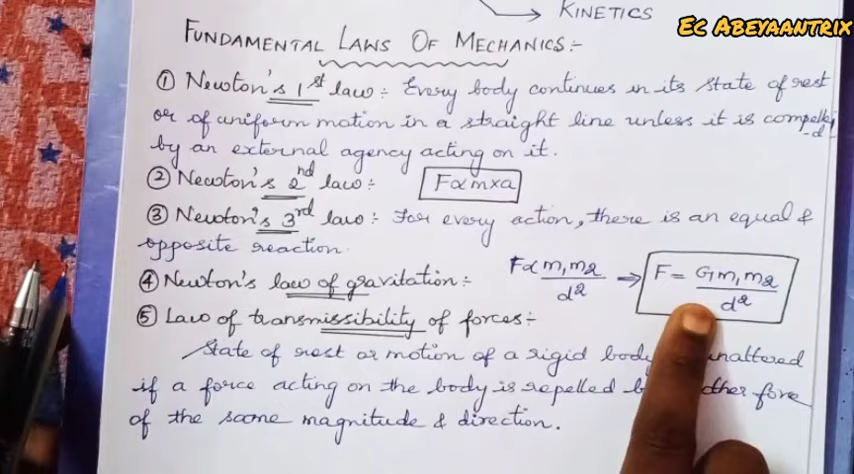 KINETICS
Ec Abeyaantrix
FUNDAMENTAL LAWS OF MECHANICS:-
① Newton's 1st law:- Every body continues in its state of rest
or of uniform motion in a straight line unless it is compelle
-d
by an external agency acting on it.
② Newton's 2nd law:- F∝m×a
③ Newton's 3rd law:- For every action, there is an equal &
opposite reaction.
④ Newton's law of gravitation:- F∝ m₁m₂/d² → F = Gm₁m₂/d²
⑤ Law of transmissibility of forces:-
State of rest or motion of a rigid body unaltered
if a force acting on the body is repelled
of the same magnitude & direction.